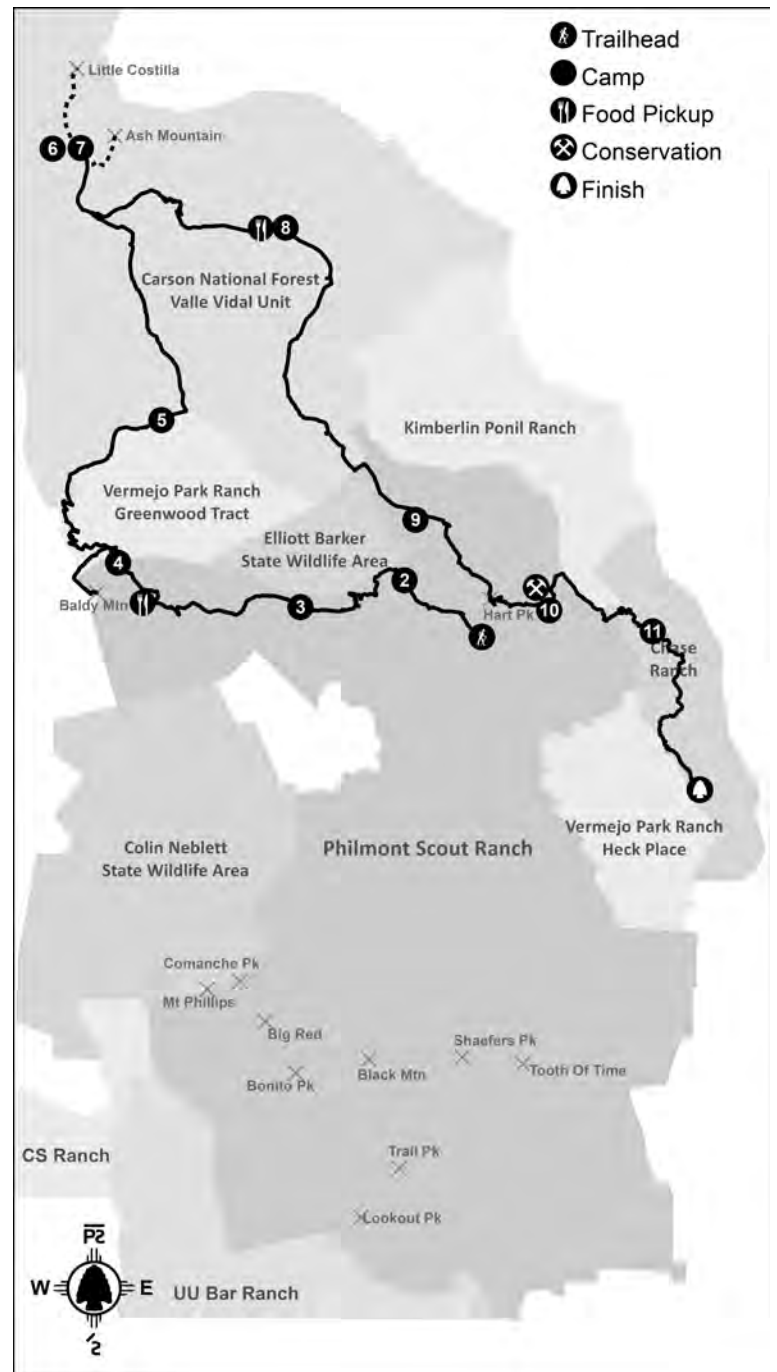 Trailhead
Camp
Food Pickup
Conservation
Finish
Little Costilla
Ash Mountain
6 7
8
Carson National Forest
Valle Vidal Unit
5
Kimberlin Ponil Ranch
Vermejo Park Ranch
Greenwood Tract
9
Elliott Barker
State Wildlife Area
4
2
Baldy Mtn
3
Hart Pk
10
11
Chase
Ranch
Vermejo Park Ranch
Heck Place
Colin Neblett
State Wildlife Area
Philmont Scout Ranch
Comanche Pk
Mt Phillips
Big Red
Shaefers Pk
Black Mtn
Tooth Of Time
Bonito Pk
Trail Pk
CS Ranch
Lookout Pk
W E
UU Bar Ranch